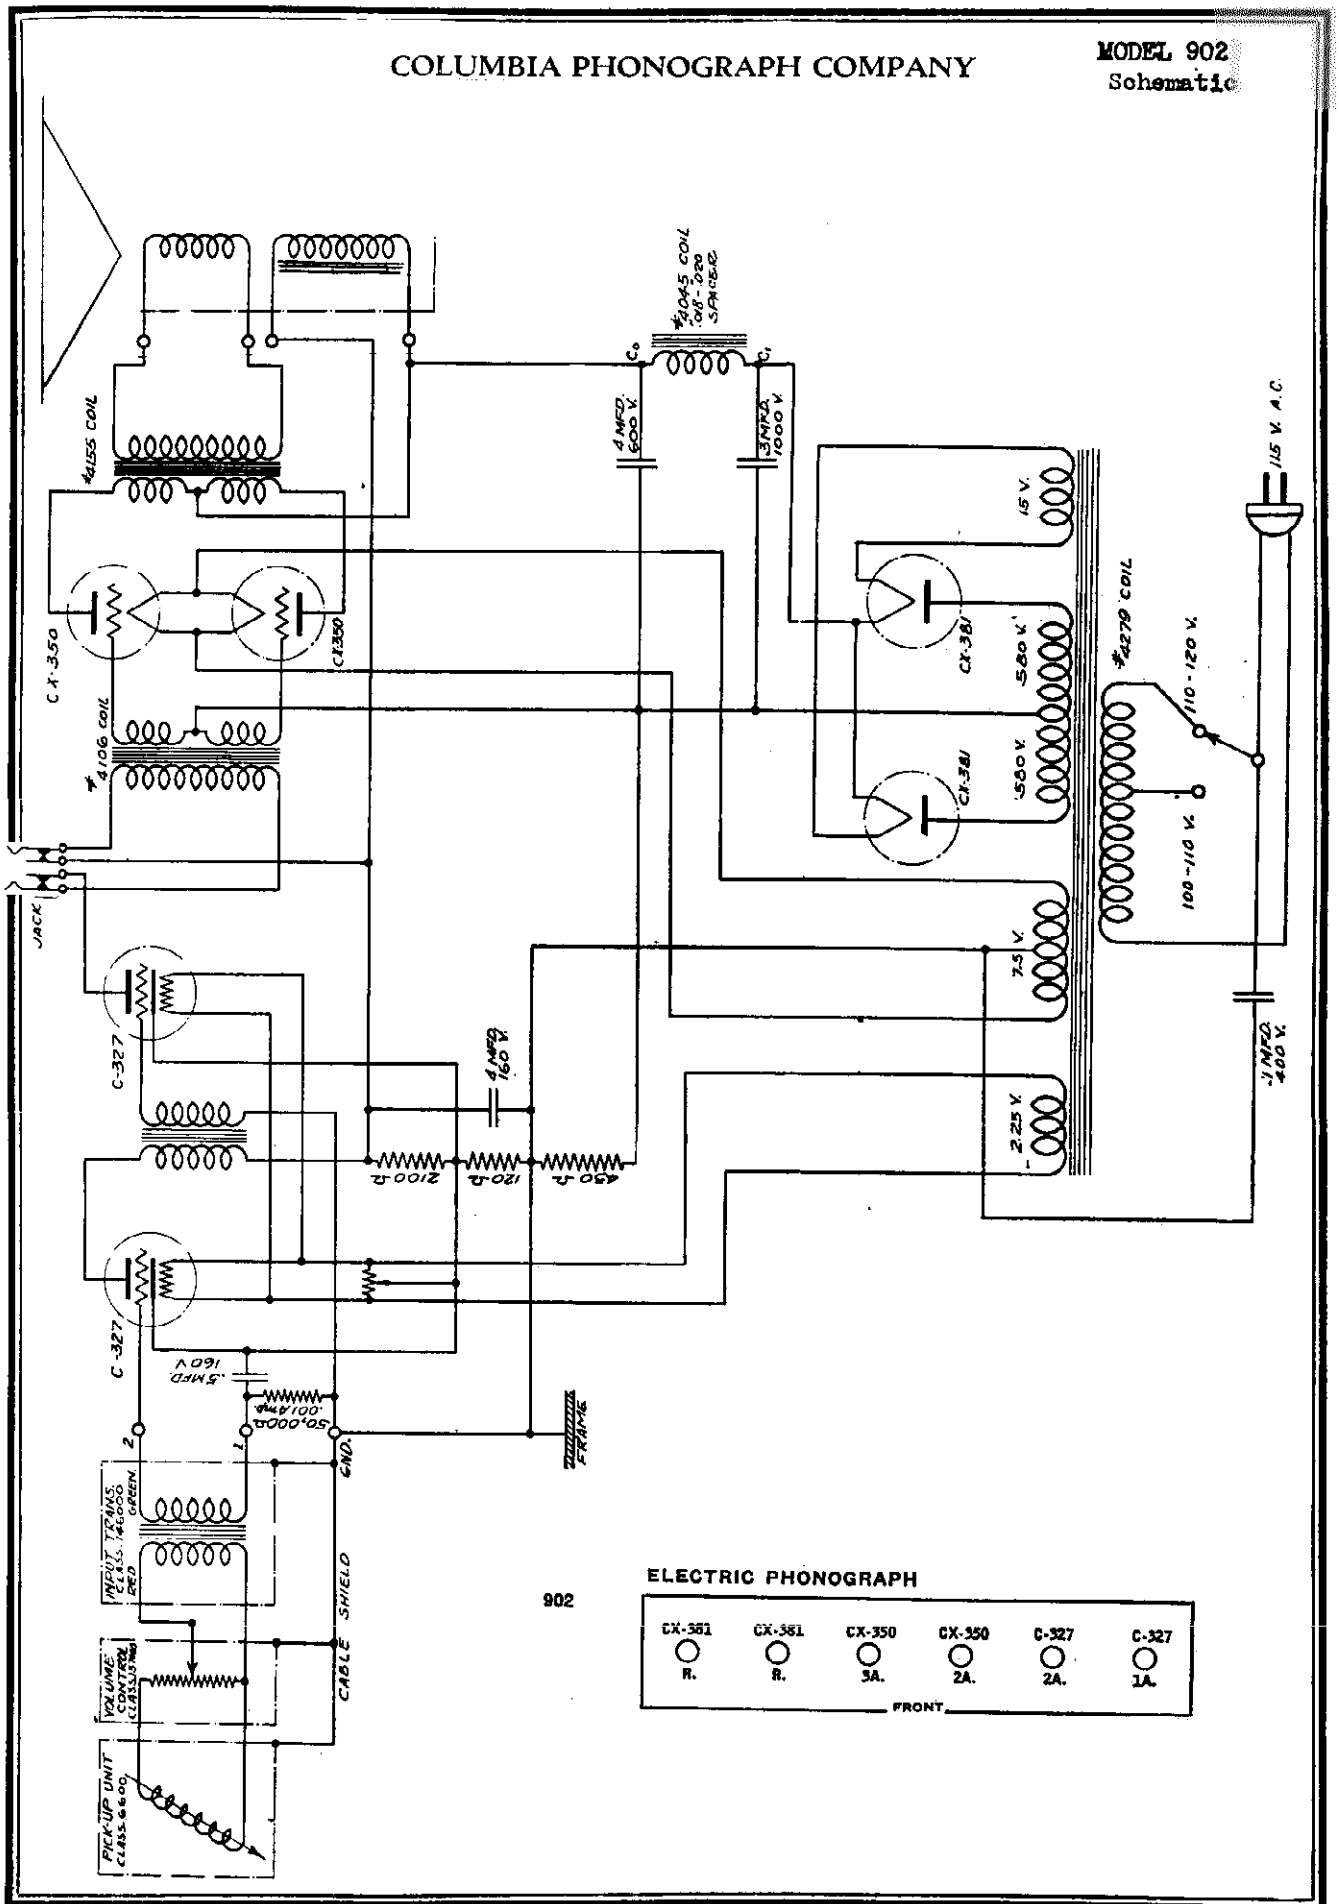 COLUMBIA PHONOGRAPH COMPANY
MODEL 902
Schematic
#4045 COIL
.018-.020
SPACER
C0
C1
#4155 COIL
4 MFD.
600 V.
3 MFD.
1000 V.
115 V. A.C.
15 V.
CX-350
CX350
CX-381
580 V.
#4279 COIL
110-120 V.
#4106 COIL
CX-381
580 V.
100-110 V.
JACK
7.5 V.
C-327
4 MFD
160 V.
.1 MFD.
400 V.
2.25 V.
2100Ω
120Ω
450Ω
C-327
.5 MFD.
160V
50,000Ω
.001 Amp.
2
1
GND.
FRAME
INPUT TRANS.
CLASS. 146000
RED
GREEN.
CABLE SHIELD
VOLUME
CONTROL
PICK-UP UNIT
CLASS. 6600
902
ELECTRIC PHONOGRAPH
CX-381 CX-381 CX-350 CX-350 C-327 C-327
R. R. 3A. 2A. 2A. 1A.
FRONT